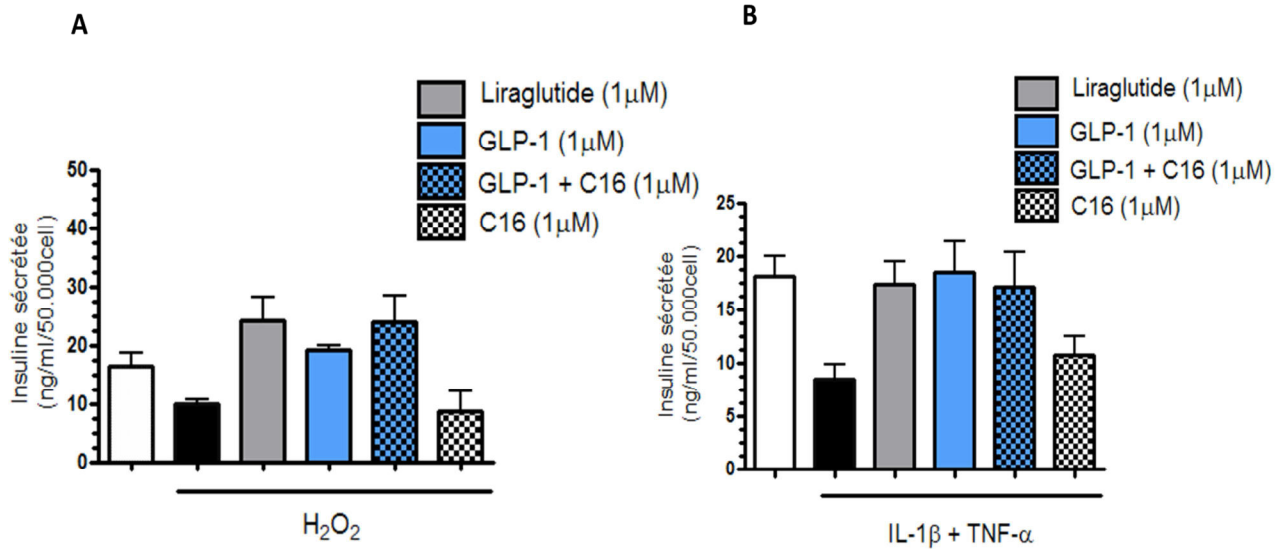 A
Liraglutide (1μM)
GLP-1 (1μM)
GLP-1 + C16 (1μM)
C16 (1μM)
Insuline sécrétée
(ng/ml/50.000cell)
50
40
30
20
10
0
H₂O₂
B
Liraglutide (1μM)
GLP-1 (1μM)
GLP-1 + C16 (1μM)
C16 (1μM)
Insuline sécrétée
(ng/ml/50.000cell)
25
20
15
10
5
0
IL-1β + TNF-α